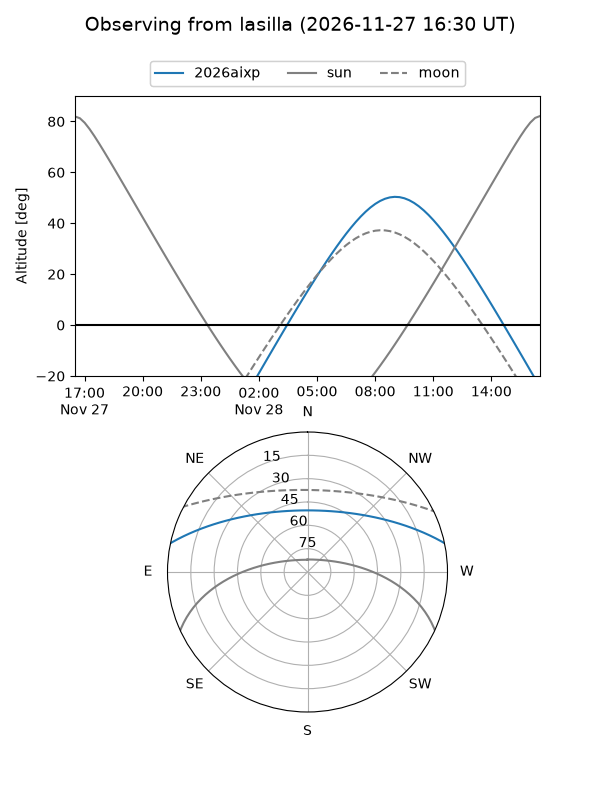 Observing from lasilla (2026-11-27 16:30 UT)
2026aixp sun moon
Altitude [deg]
80
60
40
20
0
−20
17:00 20:00 23:00 02:00 05:00 08:00 11:00 14:00
Nov 27 Nov 28
N
NE NW
15
30
45
60
75
E W
SE SW
S